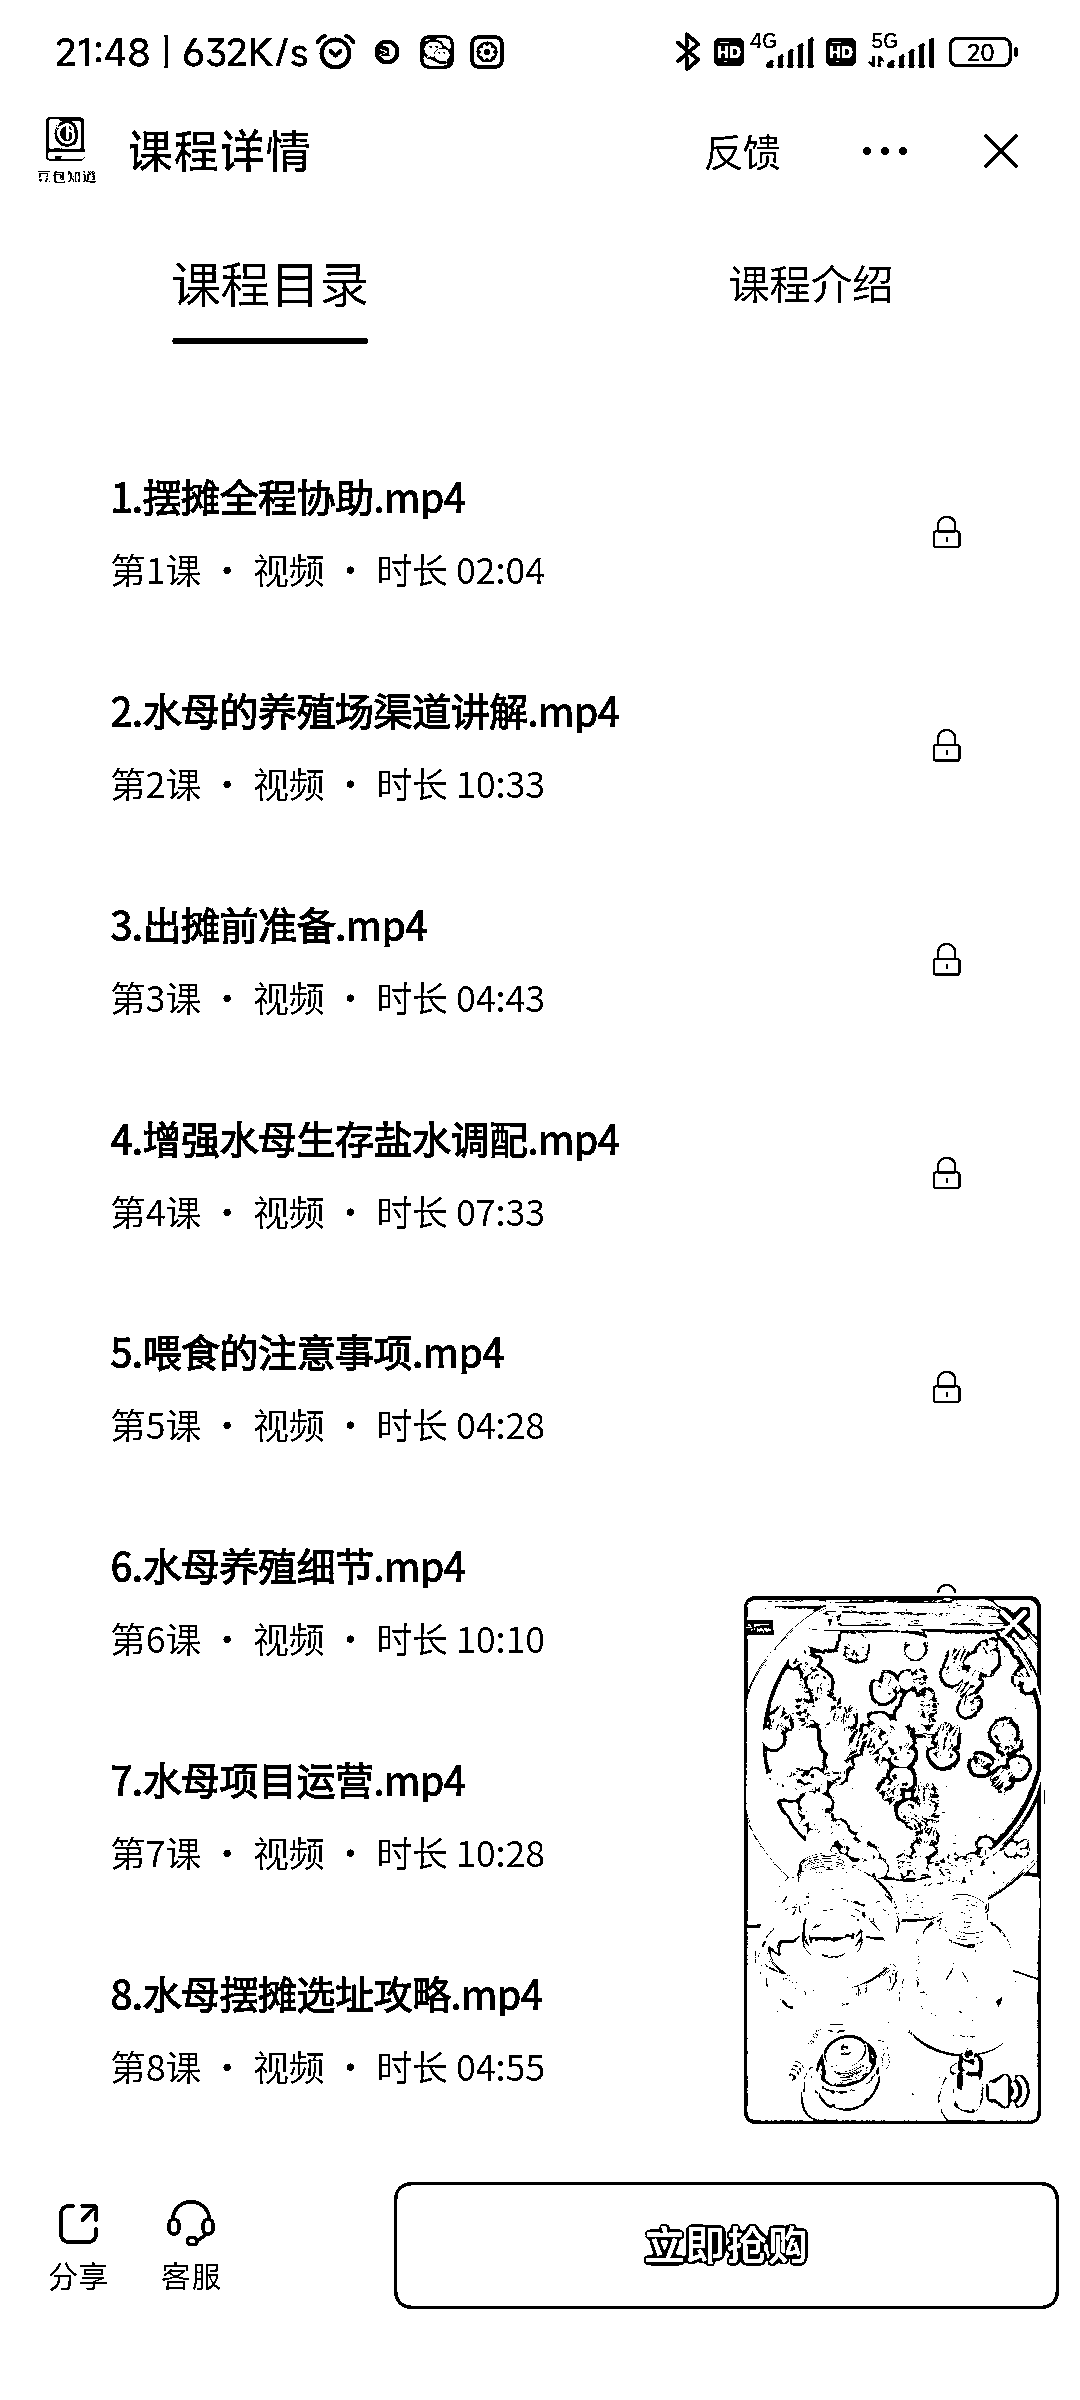 21:48 | 632K/s 4G 5G 20
豆包知道
课程详情 反馈
课程目录 课程介绍
1.摆摊全程协助.mp4
第1课 · 视频 · 时长 02:04
2.水母的养殖场渠道讲解.mp4
第2课 · 视频 · 时长 10:33
3.出摊前准备.mp4
第3课 · 视频 · 时长 04:43
4.增强水母生存盐水调配.mp4
第4课 · 视频 · 时长 07:33
5.喂食的注意事项.mp4
第5课 · 视频 · 时长 04:28
6.水母养殖细节.mp4
第6课 · 视频 · 时长 10:10
7.水母项目运营.mp4
第7课 · 视频 · 时长 10:28
8.水母摆摊选址攻略.mp4
第8课 · 视频 · 时长 04:55
分享 客服 立即抢购